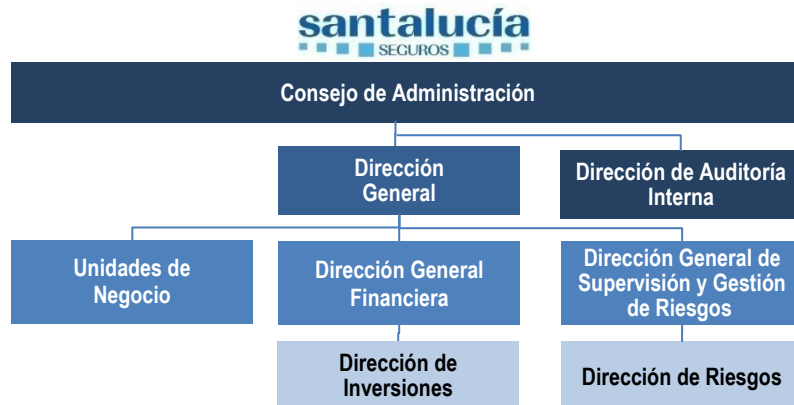 santalucía
SEGUROS
Consejo de Administración
Dirección
General
Dirección de Auditoría
Interna
Unidades de
Negocio
Dirección General
Financiera
Dirección General de
Supervisión y Gestión
de Riesgos
Dirección de
Inversiones
Dirección de Riesgos